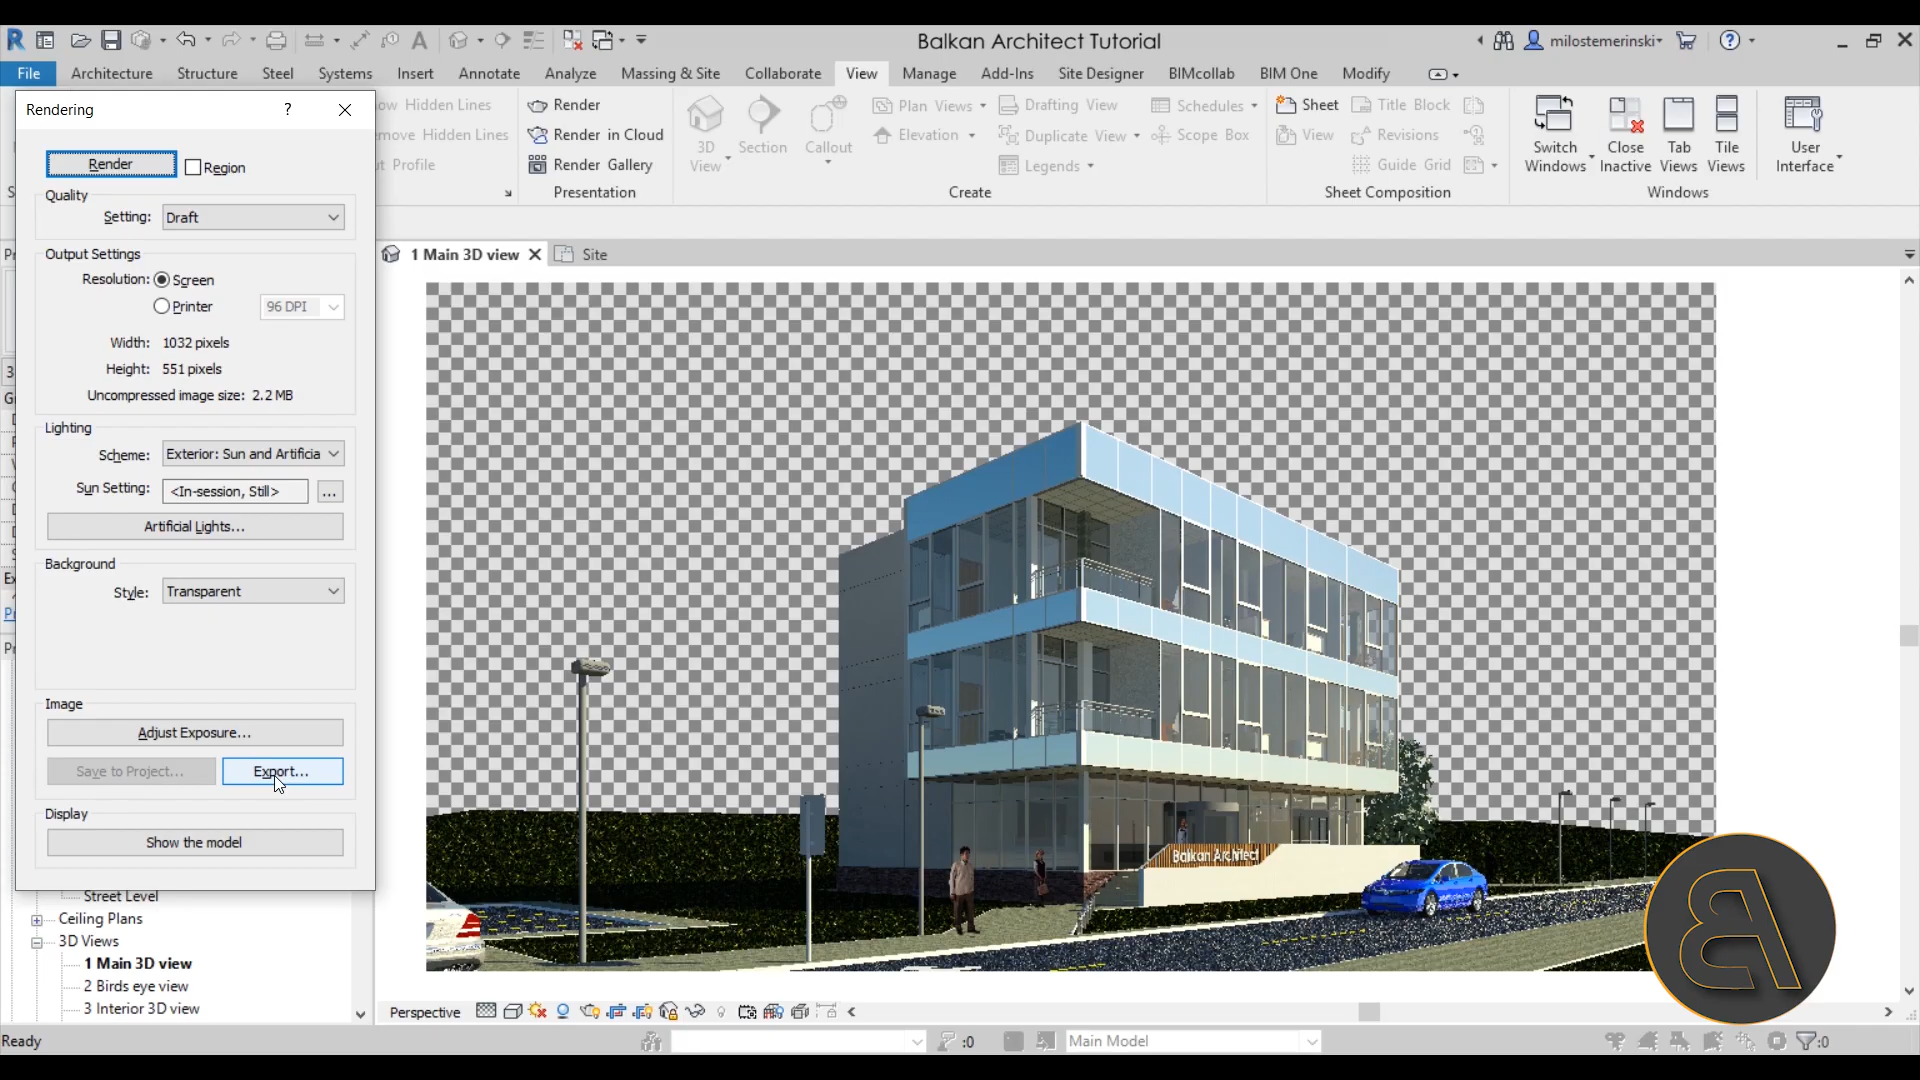 Balkan Architect Tutorial
milostemerinski
File Architecture Structure Steel Systems Insert Annotate Analyze Massing & Site Collaborate View Manage Add-Ins Site Designer BIMcollab BIM One Modify
Rendering ? ×
Hidden Lines
Hidden Lines
Profile
Render
Render in Cloud
Render Gallery
Presentation
3D View
Section
Callout
Plan Views
Elevation
Drafting View
Duplicate View
Legends
Schedules
Scope Box
Create
Sheet
View
Title Block
Revisions
Guide Grid
Sheet Composition
Switch Windows
Close Inactive
Tab Views
Tile Views
Windows
User Interface
1 Main 3D view
Site
Render
Region
Quality
Setting: Draft
Output Settings
Resolution: Screen
Printer 96 DPI
Width: 1032 pixels
Height: 551 pixels
Uncompressed image size: 2.2 MB
Lighting
Scheme: Exterior: Sun and Artificia
Sun Setting: <In-session, Still> ...
Artificial Lights...
Background
Style: Transparent
Image
Adjust Exposure...
Save to Project... Export...
Display
Show the model
Balkan Architect
Street Level
Ceiling Plans
3D Views
1 Main 3D view
2 Birds eye view
3 Interior 3D view
Perspective
Ready
:0
Main Model
:0